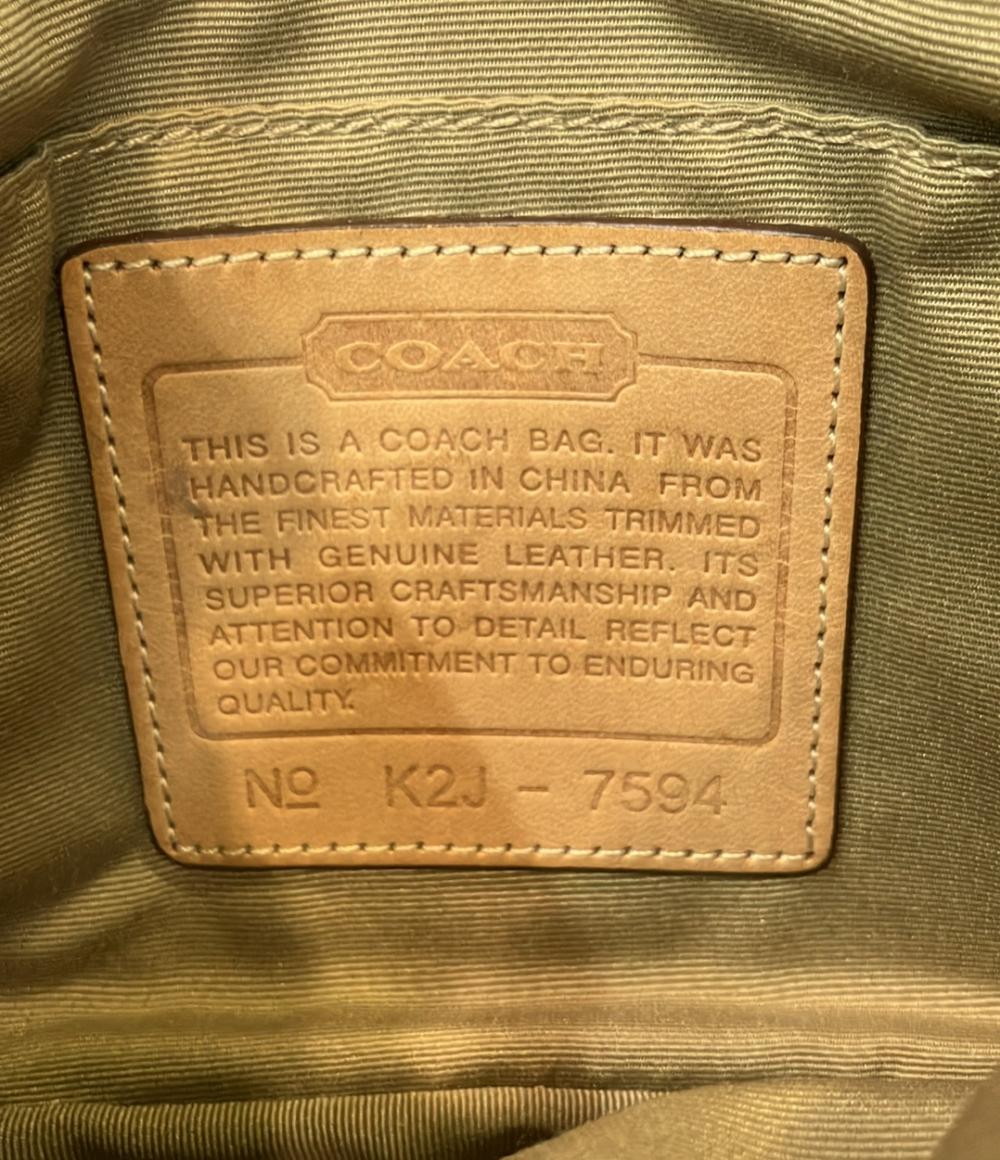 COACH
THIS IS A COACH BAG. IT WAS
HANDCRAFTED IN CHINA FROM
THE FINEST MATERIALS TRIMMED
WITH GENUINE LEATHER. ITS
SUPERIOR CRAFTSMANSHIP AND
ATTENTION TO DETAIL REFLECT
OUR COMMITMENT TO ENDURING
QUALITY.
Nº K2J - 7594